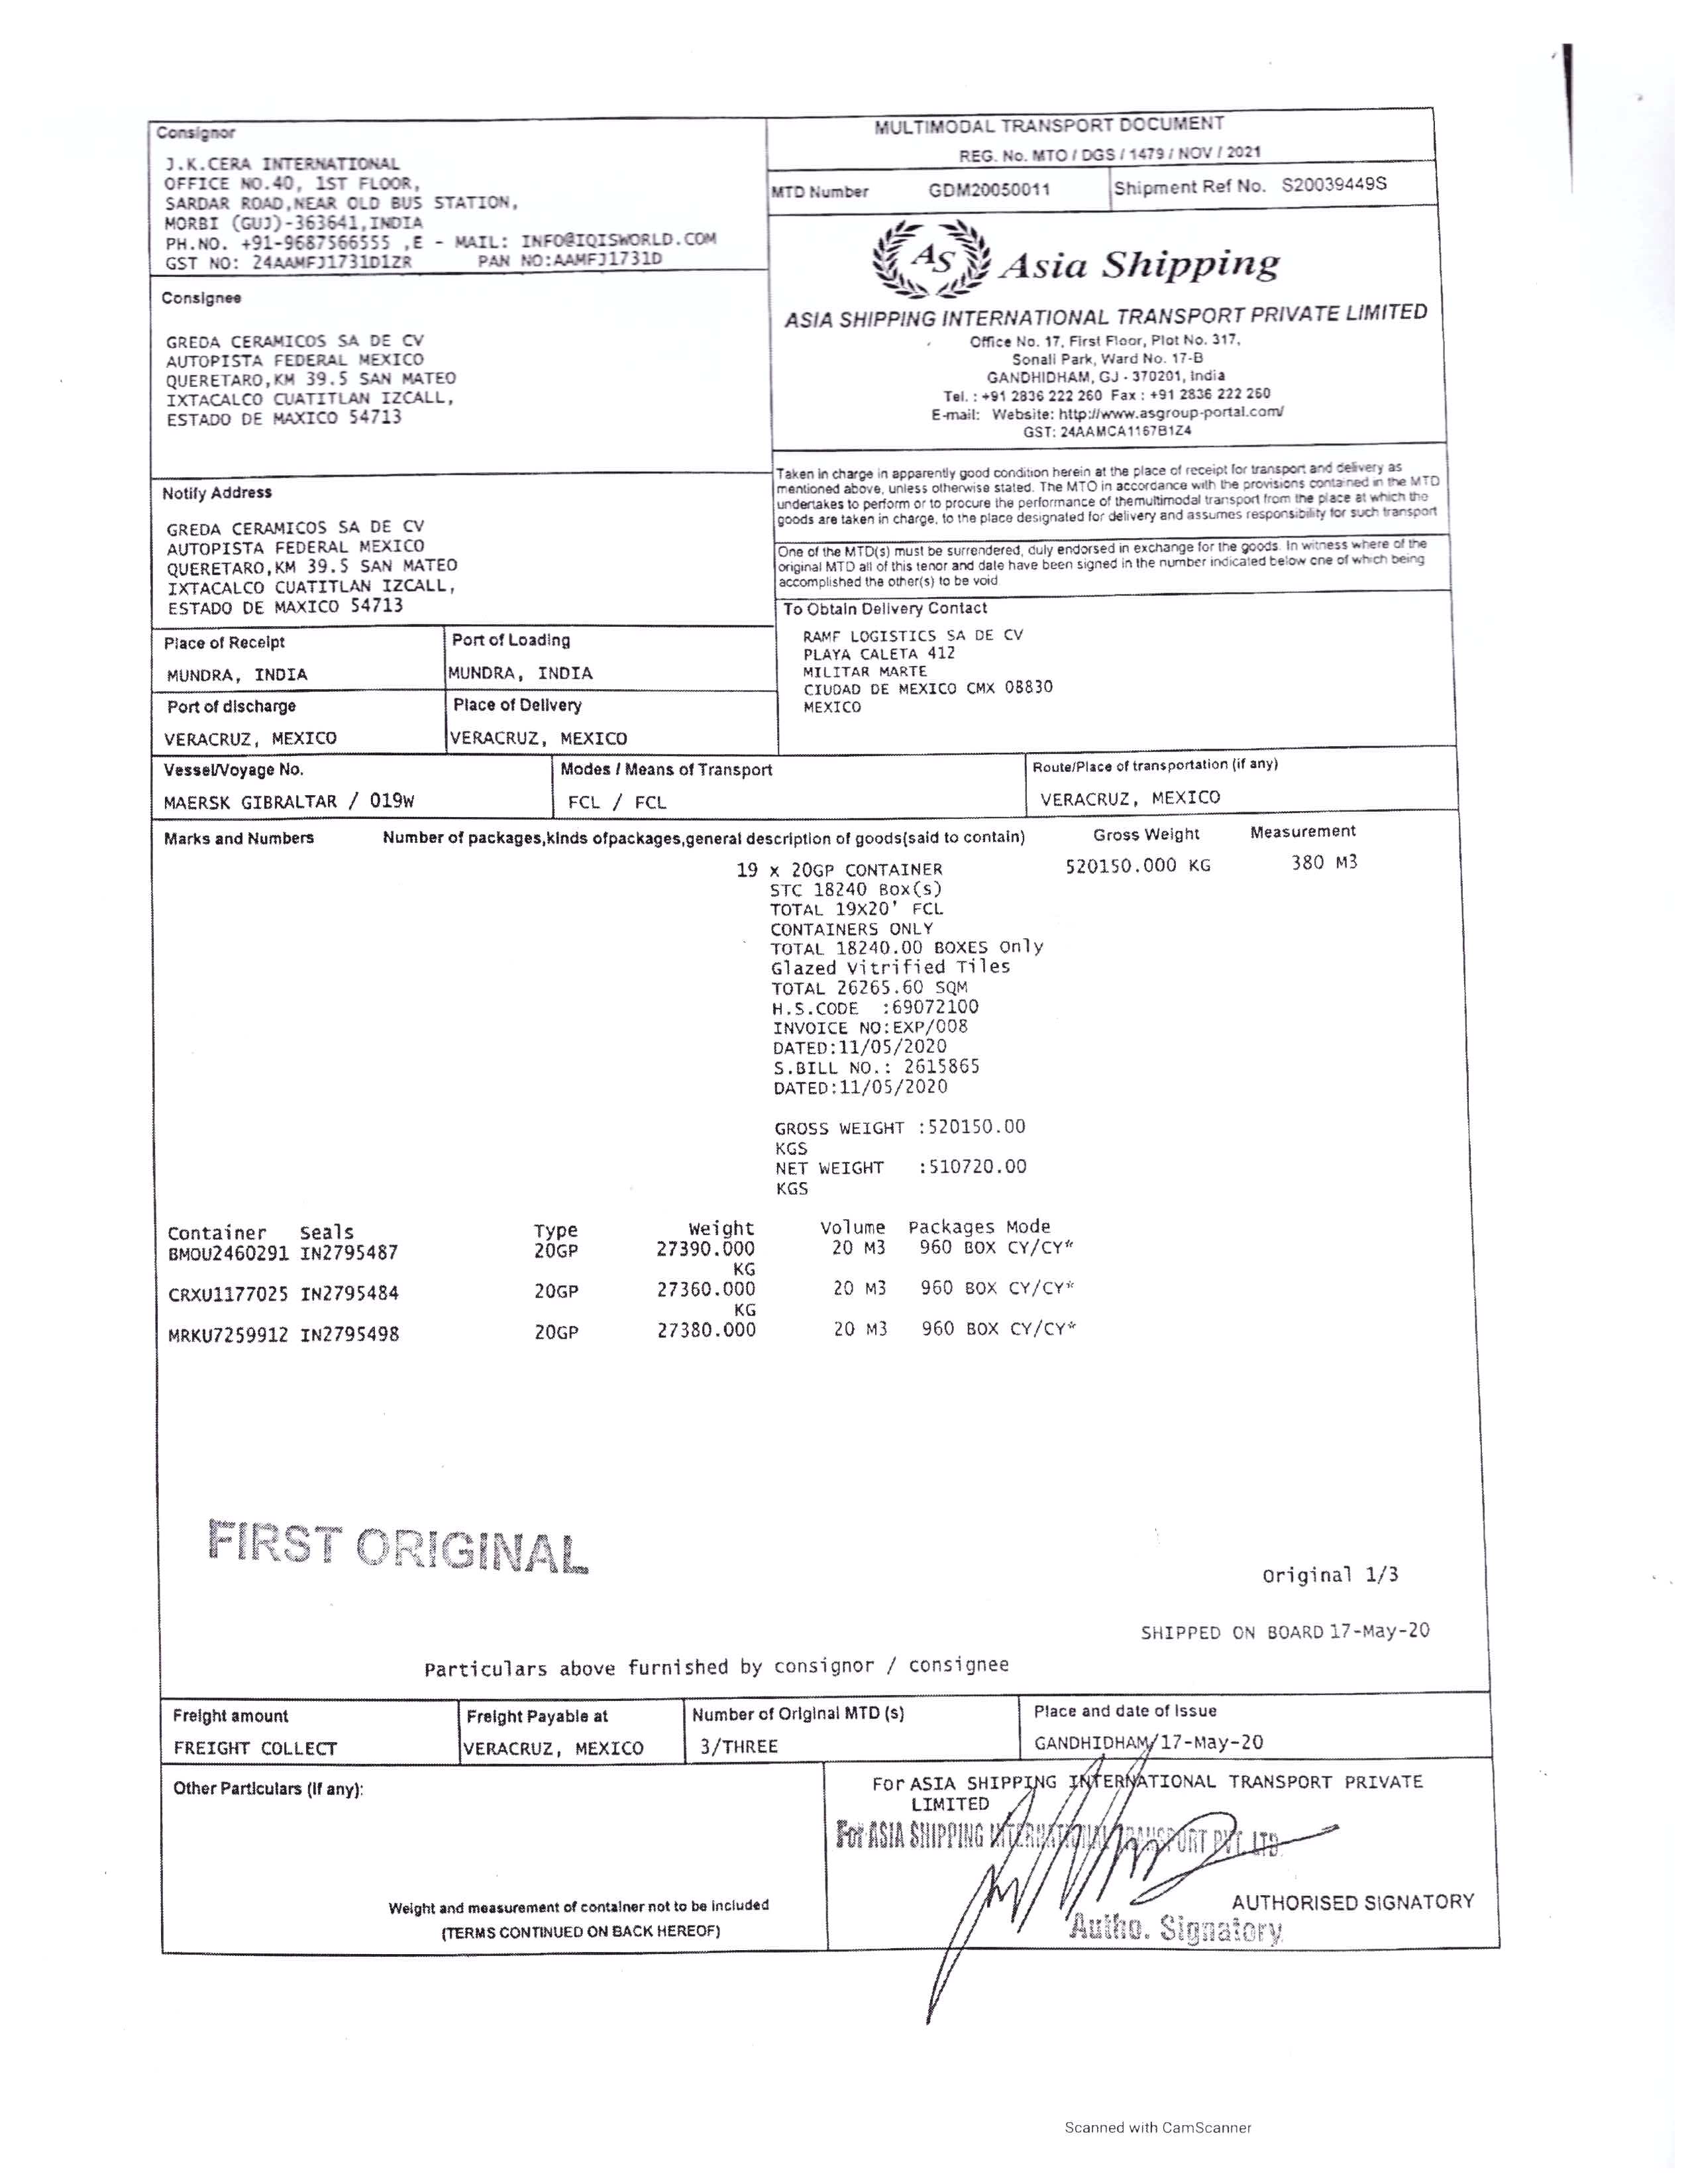 Consignor
J.K.CERA INTERNATIONAL
OFFICE NO.40, 1ST FLOOR,
SARDAR ROAD,NEAR OLD BUS STATION,
MORBI (GUJ)-363641,INDIA
PH.NO. +91-9687566555 ,E - MAIL: INFO@IQISWORLD.COM
GST NO: 24AAMFJ1731D1ZR PAN NO:AAMFJ1731D
MULTIMODAL TRANSPORT DOCUMENT
REG. No. MTO / DGS / 1479 / NOV / 2021
MTD Number GDM20050011 Shipment Ref No. S20039449S
AS Asia Shipping
ASIA SHIPPING INTERNATIONAL TRANSPORT PRIVATE LIMITED
Office No. 17, First Floor, Plot No. 317,
Sonali Park, Ward No. 17-B
GANDHIDHAM, GJ - 370201, India
Tel. : +91 2836 222 260 Fax : +91 2836 222 260
E-mail: Website: http://www.asgroup-portal.com/
GST: 24AAMCA1167B1Z4
Consignee
GREDA CERAMICOS SA DE CV
AUTOPISTA FEDERAL MEXICO
QUERETARO,KM 39.5 SAN MATEO
IXTACALCO CUATITLAN IZCALL,
ESTADO DE MAXICO 54713
Taken in charge in apparently good condition herein at the place of receipt for transport and delivery as
mentioned above, unless otherwise stated. The MTO in accordance with the provisions contained in the MTD
undertakes to perform or to procure the performance of themultimodal transport from the place at which the
goods are taken in charge, to the place designated for delivery and assumes responsibility for such transport
One of the MTD(s) must be surrendered, duly endorsed in exchange for the goods. In witness where of the
original MTD all of this tenor and date have been signed in the number indicated below one of which being
accomplished the other(s) to be void
Notify Address
GREDA CERAMICOS SA DE CV
AUTOPISTA FEDERAL MEXICO
QUERETARO,KM 39.5 SAN MATEO
IXTACALCO CUATITLAN IZCALL,
ESTADO DE MAXICO 54713
To Obtain Delivery Contact
RAMF LOGISTICS SA DE CV
PLAYA CALETA 412
MILITAR MARTE
CIUDAD DE MEXICO CMX 08830
MEXICO
Place of Receipt Port of Loading
MUNDRA, INDIA MUNDRA, INDIA
Port of discharge Place of Delivery
VERACRUZ, MEXICO VERACRUZ, MEXICO
Vessel/Voyage No. Modes / Means of Transport Route/Place of transportation (if any)
MAERSK GIBRALTAR / 019W FCL / FCL VERACRUZ, MEXICO
Marks and Numbers Number of packages,kinds ofpackages,general description of goods(said to contain) Gross Weight Measurement
19 x 20GP CONTAINER 520150.000 KG 380 M3
STC 18240 Box(s)
TOTAL 19X20' FCL
CONTAINERS ONLY
TOTAL 18240.00 BOXES Only
Glazed Vitrified Tiles
TOTAL 26265.60 SQM
H.S.CODE :69072100
INVOICE NO:EXP/008
DATED:11/05/2020
S.BILL NO.: 2615865
DATED:11/05/2020
GROSS WEIGHT :520150.00
KGS
NET WEIGHT :510720.00
KGS
Container Seals Type Weight Volume Packages Mode
BMOU2460291 IN2795487 20GP 27390.000 20 M3 960 BOX CY/CY*
KG
CRXU1177025 IN2795484 20GP 27360.000 20 M3 960 BOX CY/CY*
KG
MRKU7259912 IN2795498 20GP 27380.000 20 M3 960 BOX CY/CY*
FIRST ORIGINAL
Original 1/3
SHIPPED ON BOARD 17-May-20
Particulars above furnished by consignor / consignee
Freight amount Freight Payable at Number of Original MTD (s) Place and date of Issue
FREIGHT COLLECT VERACRUZ, MEXICO 3/THREE GANDHIDHAM/17-May-20
Other Particulars (If any):
For ASIA SHIPPING INTERNATIONAL TRANSPORT PRIVATE
LIMITED
For ASIA SHIPPING INTERNATIONAL TRANSPORT PVT. LTD.
Weight and measurement of container not to be included
(TERMS CONTINUED ON BACK HEREOF)
AUTHORISED SIGNATORY
Autho. Signatory
Scanned with CamScanner